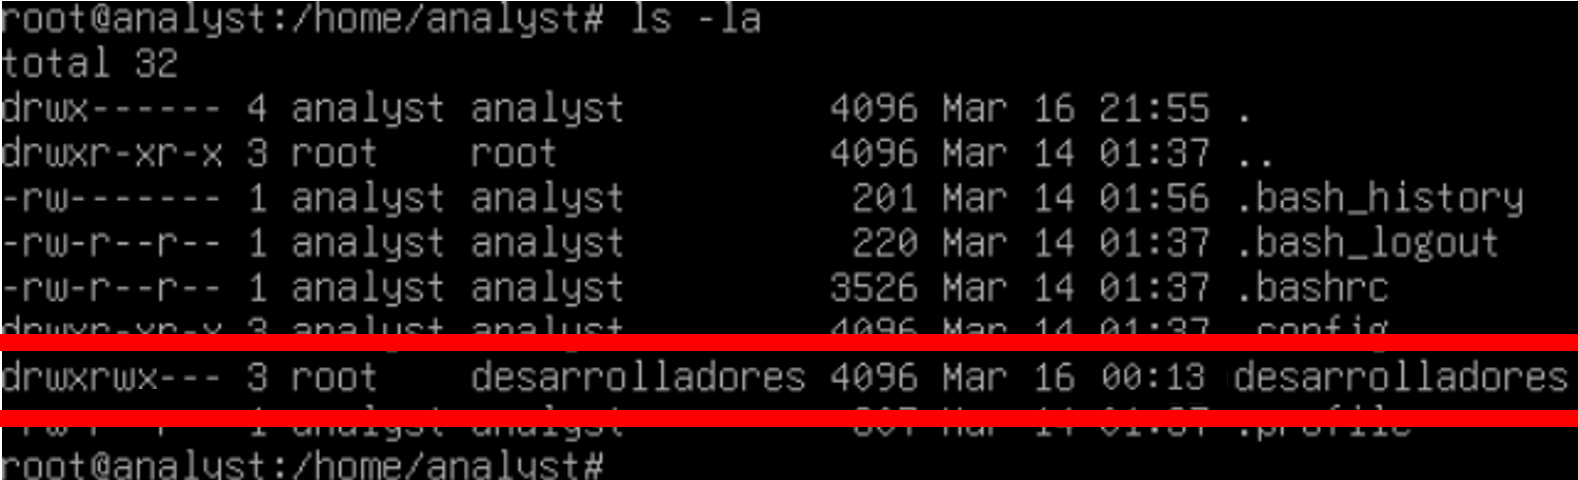 root@analyst:/home/analyst# ls -la
total 32
drwx------ 4 analyst analyst 4096 Mar 16 21:55 .
drwxr-xr-x 3 root root 4096 Mar 14 01:37 ..
-rw------- 1 analyst analyst 201 Mar 14 01:56 .bash_history
-rw-r--r-- 1 analyst analyst 220 Mar 14 01:37 .bash_logout
-rw-r--r-- 1 analyst analyst 3526 Mar 14 01:37 .bashrc
drwxr-xr-x 3 analyst analyst 4096 Mar 14 01:37 .config
drwxrwx--- 3 root desarrolladores 4096 Mar 16 00:13 desarrolladores
-rw-r--r-- 1 analyst analyst 807 Mar 14 01:37 .profile
root@analyst:/home/analyst#